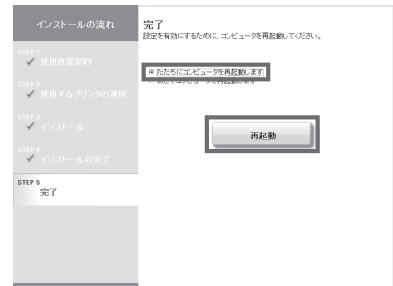 インストールの流れ
STEP 1
使用許諾契約
STEP 2
使用するプリンタの選択
STEP 3
インストール
STEP 4
インストールの完了
STEP 5
完了
完了
設定を有効にするために、コンピュータを再起動してください。
ただちにコンピュータを再起動します
再起動